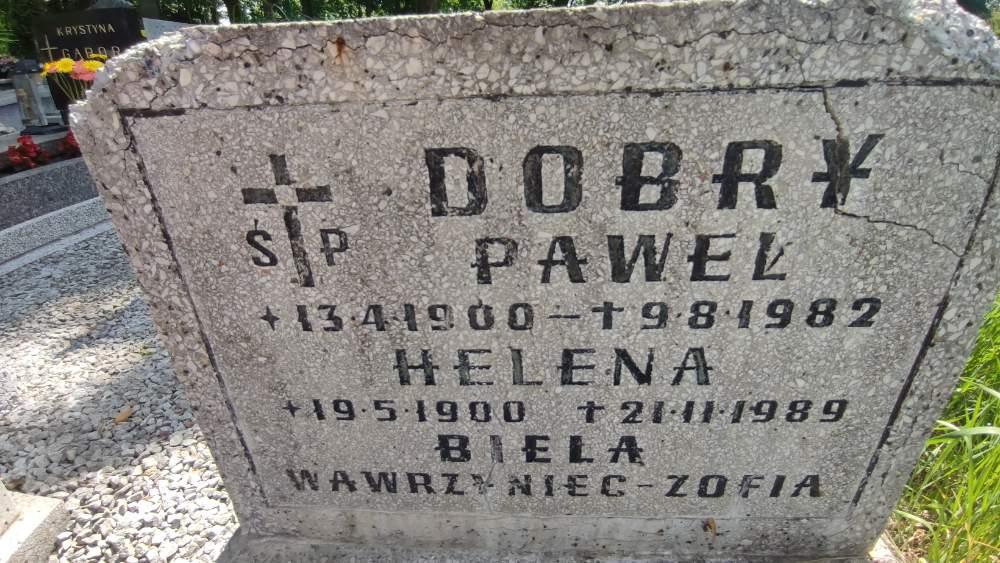 KRYSTYNA
GABOR
DOBRY
Ś P
PAWEŁ
+13·4·1900–✝9·8·1982
HELENA
+19·5·1900 ✝21·11·1989
BIELA
WAWRZYNIEC-ZOFIA